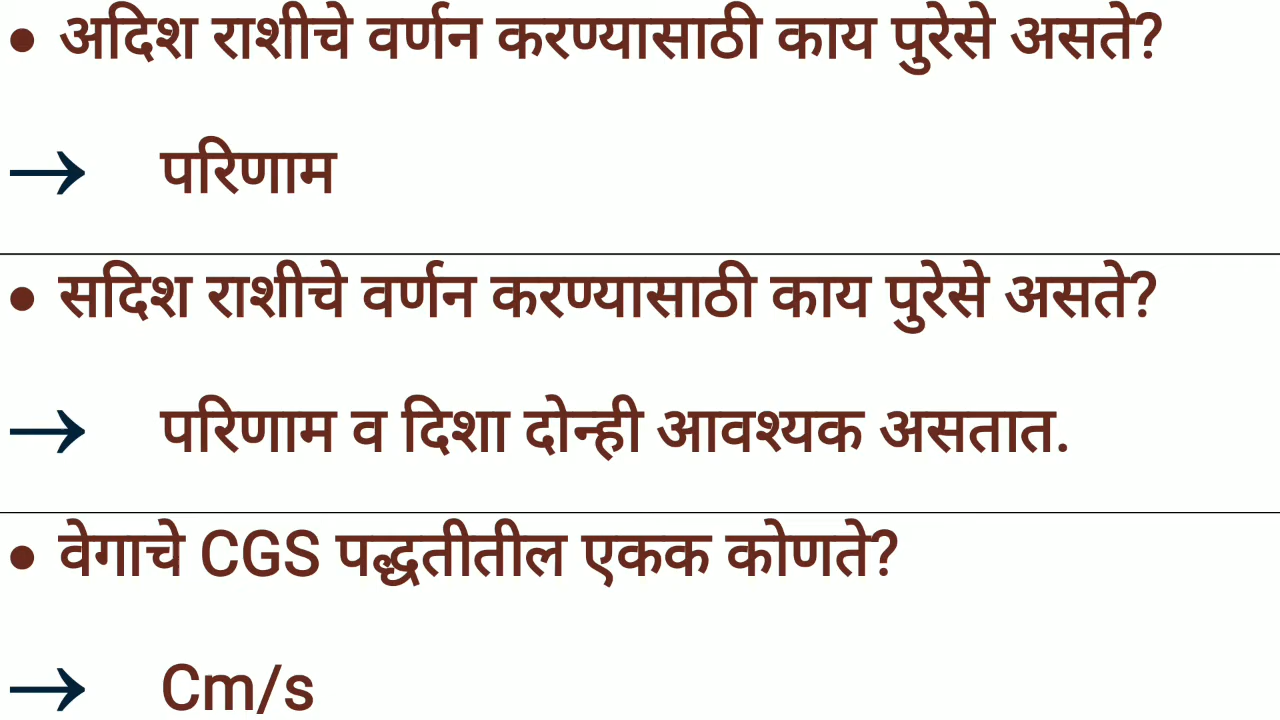 • अदिश राशीचे वर्णन करण्यासाठी काय पुरेसे असते?
→ परिणाम
• सदिश राशीचे वर्णन करण्यासाठी काय पुरेसे असते?
→ परिणाम व दिशा दोन्ही आवश्यक असतात.
• वेगाचे CGS पद्धतीतील एकक कोणते?
→ Cm/s